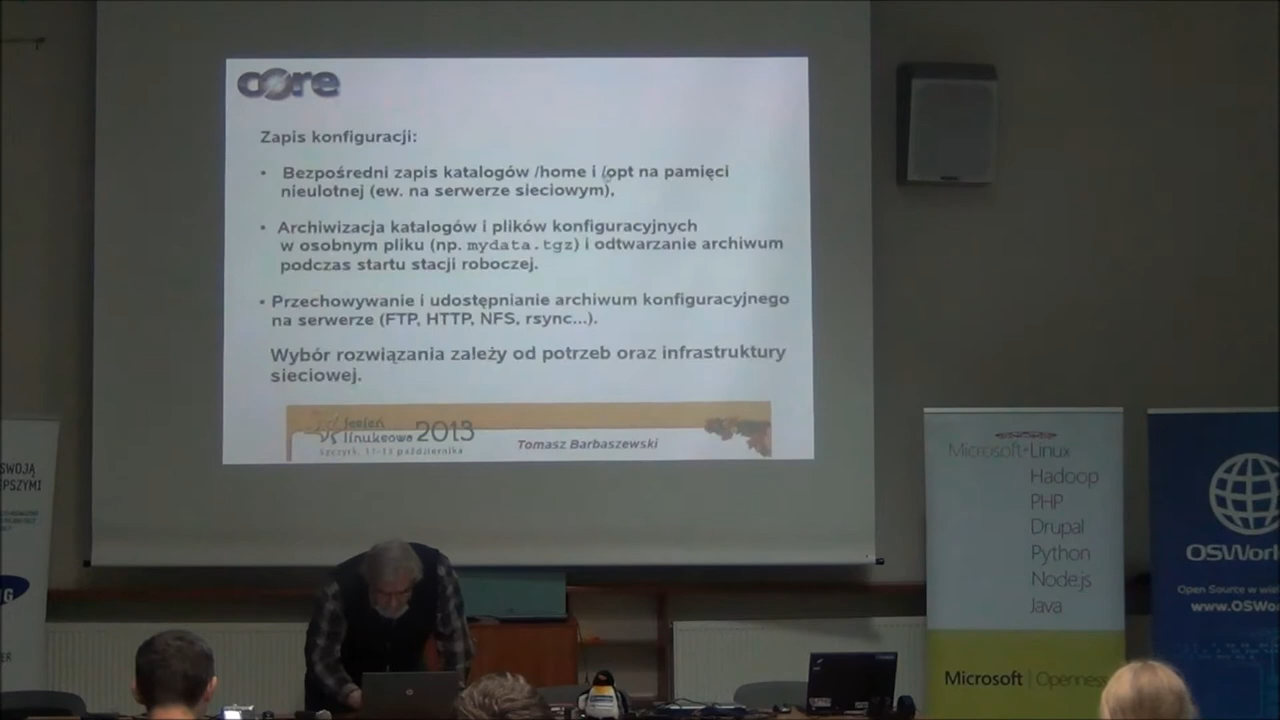 core
Zapis konfiguracji:
• Bezpośredni zapis katalogów /home i /opt na pamięci
nieulotnej (ew. na serwerze sieciowym),
• Archiwizacja katalogów i plików konfiguracyjnych
w osobnym pliku (np. mydata.tgz) i odtwarzanie archiwum
podczas startu stacji roboczej.
• Przechowywanie i udostępnianie archiwum konfiguracyjnego
na serwerze (FTP, HTTP, NFS, rsync...).
Wybór rozwiązania zależy od potrzeb oraz infrastruktury
sieciowej.
jesień
linuksowa 2013
Szczyrk, 11-13 października
Tomasz Barbaszewski
SWOJĄ
PSZYMI
G
ER
Microsoft+Linux
Hadoop
PHP
Drupal
Python
Node.js
Java
Microsoft | Openness
OSWorl
Open Source w wie
www.OSWo